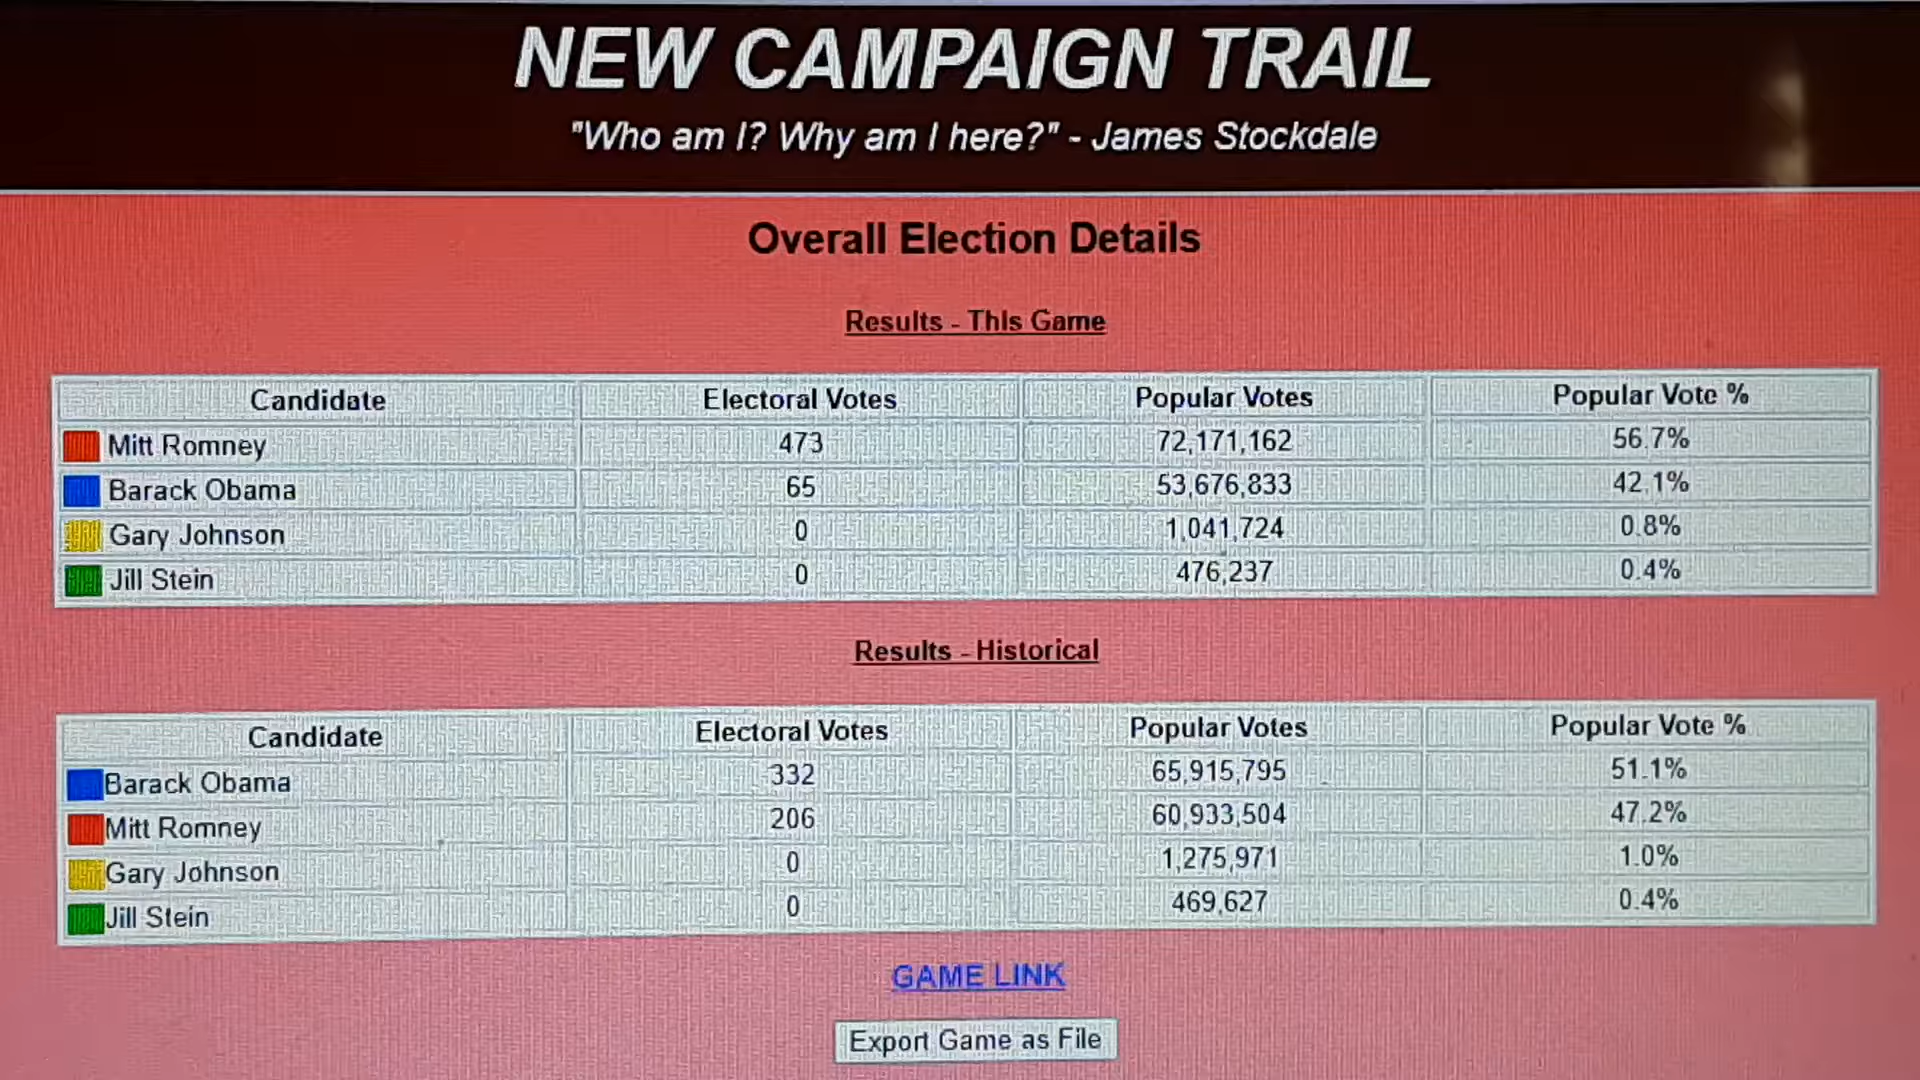 NEW CAMPAIGN TRAIL
"Who am I? Why am I here?" - James Stockdale
Overall Election Details
Results - This Game
Candidate Electoral Votes Popular Votes Popular Vote %
Mitt Romney 473 72,171,162 56.7%
Barack Obama 65 53,676,833 42.1%
Gary Johnson 0 1,041,724 0.8%
Jill Stein 0 476,237 0.4%
Results - Historical
Candidate Electoral Votes Popular Votes Popular Vote %
Barack Obama 332 65,915,795 51.1%
Mitt Romney 206 60,933,504 47.2%
Gary Johnson 0 1,275,971 1.0%
Jill Stein 0 469,627 0.4%
GAME LINK
Export Game as File